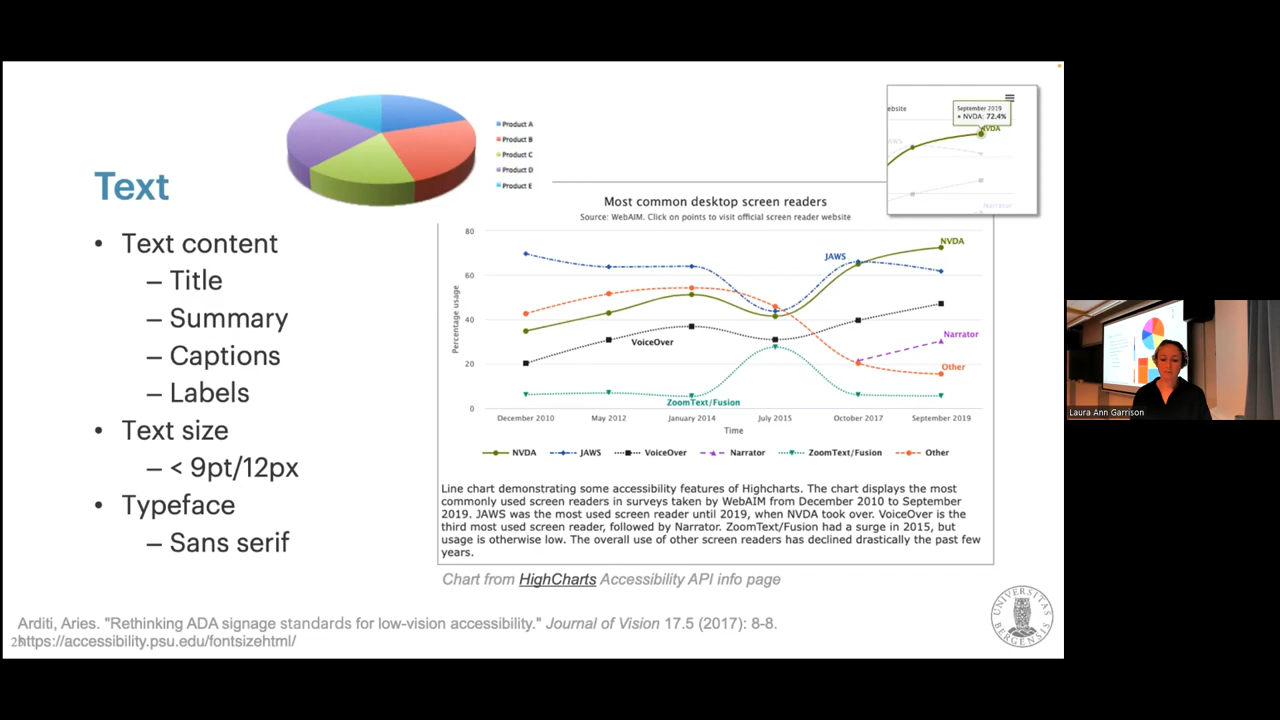 Text
• Text content
– Title
– Summary
– Captions
– Labels
• Text size
– < 9pt/12px
• Typeface
– Sans serif
Product A
Product B
Product C
Product D
Product E
ebsite
September 2019
• NVDA: 72.4%
NVDA
JAWS
Narrator
Most common desktop screen readers
Source: WebAIM. Click on points to visit official screen reader website
Percentage usage
80
60
40
20
0
NVDA
JAWS
VoiceOver
Narrator
Other
ZoomText/Fusion
December 2010 May 2012 January 2014 July 2015 October 2017 September 2019
Time
NVDA JAWS VoiceOver Narrator ZoomText/Fusion Other
Line chart demonstrating some accessibility features of Highcharts. The chart displays the most
commonly used screen readers in surveys taken by WebAIM from December 2010 to September
2019. JAWS was the most used screen reader until 2019, when NVDA took over. VoiceOver is the
third most used screen reader, followed by Narrator. ZoomText/Fusion had a surge in 2015, but
usage is otherwise low. The overall use of other screen readers has declined drastically the past few
years.
Chart from HighCharts Accessibility API info page
Arditi, Aries. "Rethinking ADA signage standards for low-vision accessibility." Journal of Vision 17.5 (2017): 8-8.
https://accessibility.psu.edu/fontsizehtml/
UNIVERSITAS
BERGENSIS
Laura Ann Garrison